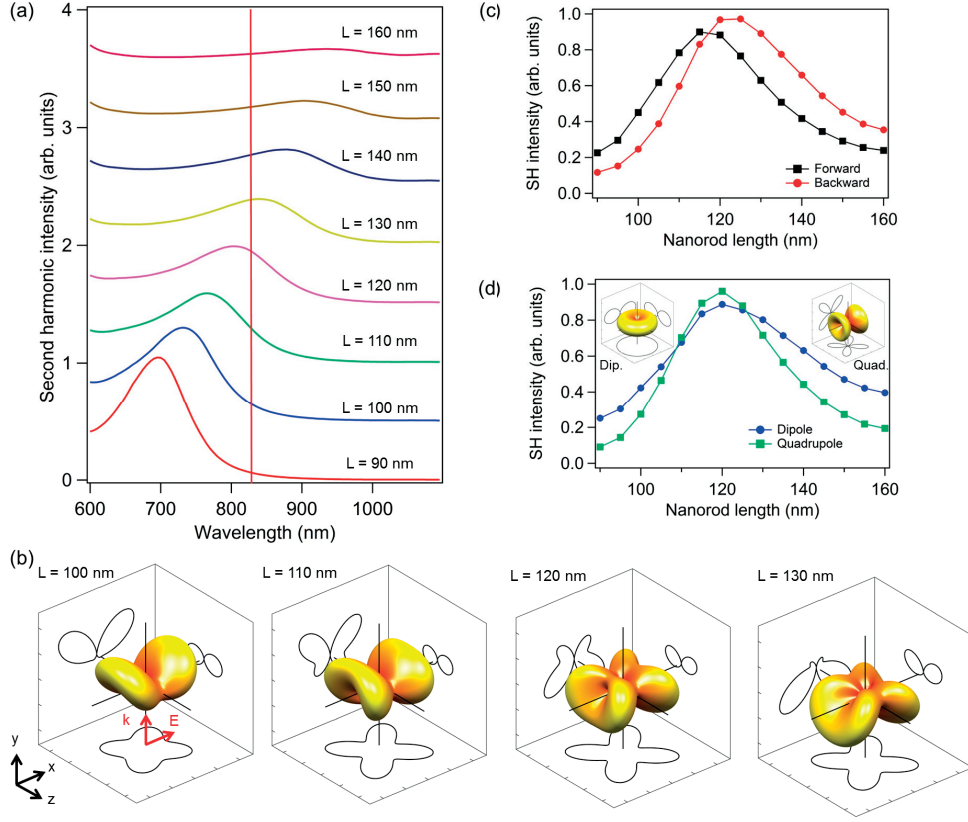 (a)
4
3
2
1
0
Second harmonic intensity (arb. units)
L = 160 nm
L = 150 nm
L = 140 nm
L = 130 nm
L = 120 nm
L = 110 nm
L = 100 nm
L = 90 nm
600 700 800 900 1000
Wavelength (nm)
(c)
1.0
0.8
0.6
0.4
0.2
0.0
SH intensity (arb. units)
Forward
Backward
100 120 140 160
Nanorod length (nm)
(d)
1.0
0.8
0.6
0.4
0.2
0.0
SH intensity (arb. units)
Dip.
Quad.
Dipole
Quadrupole
100 120 140 160
Nanorod length (nm)
(b)
L = 100 nm
L = 110 nm
L = 120 nm
L = 130 nm
k
E
y
x
z